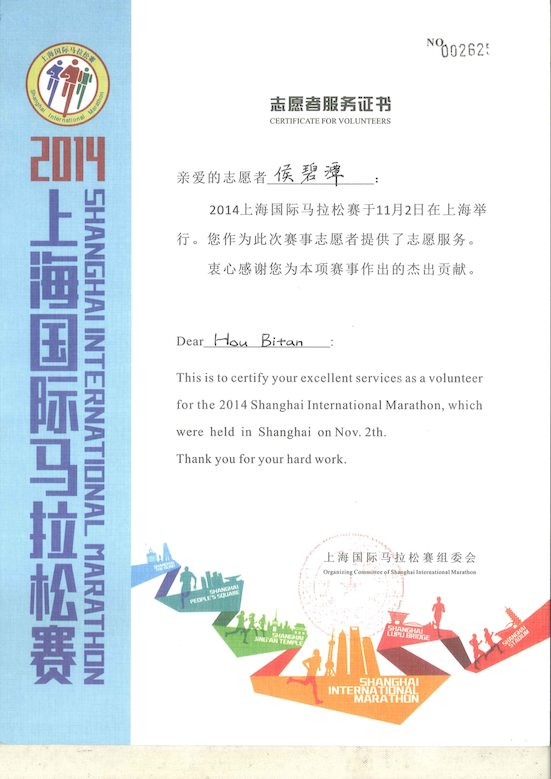 上海国际马拉松赛
Shanghai International Marathon
2014
上海国际马拉松赛
SHANGHAI INTERNATIONAL MARATHON
NO.
002625
志愿者服务证书
CERTIFICATE FOR VOLUNTEERS
亲爱的志愿者 侯碧潭 :
2014上海国际马拉松赛于11月2日在上海举
行。您作为此次赛事志愿者提供了志愿服务。
衷心感谢您为本项赛事作出的杰出贡献。
Dear Hou Bitan :
This is to certify your excellent services as a volunteer
for the 2014 Shanghai International Marathon, which
were held in Shanghai on Nov. 2th.
Thank you for your hard work.
上海国际马拉松赛组委会
Organizing Committee of Shanghai International Marathon
SHANGHAI
THE BUND
SHANGHAI
PEOPLE'S SQUARE
SHANGHAI
JING'AN TEMPLE
SHANGHAI
INTERNATIONAL
MARATHON
SHANGHAI
LUPU BRIDGE
SHANGHAI
STADIUM